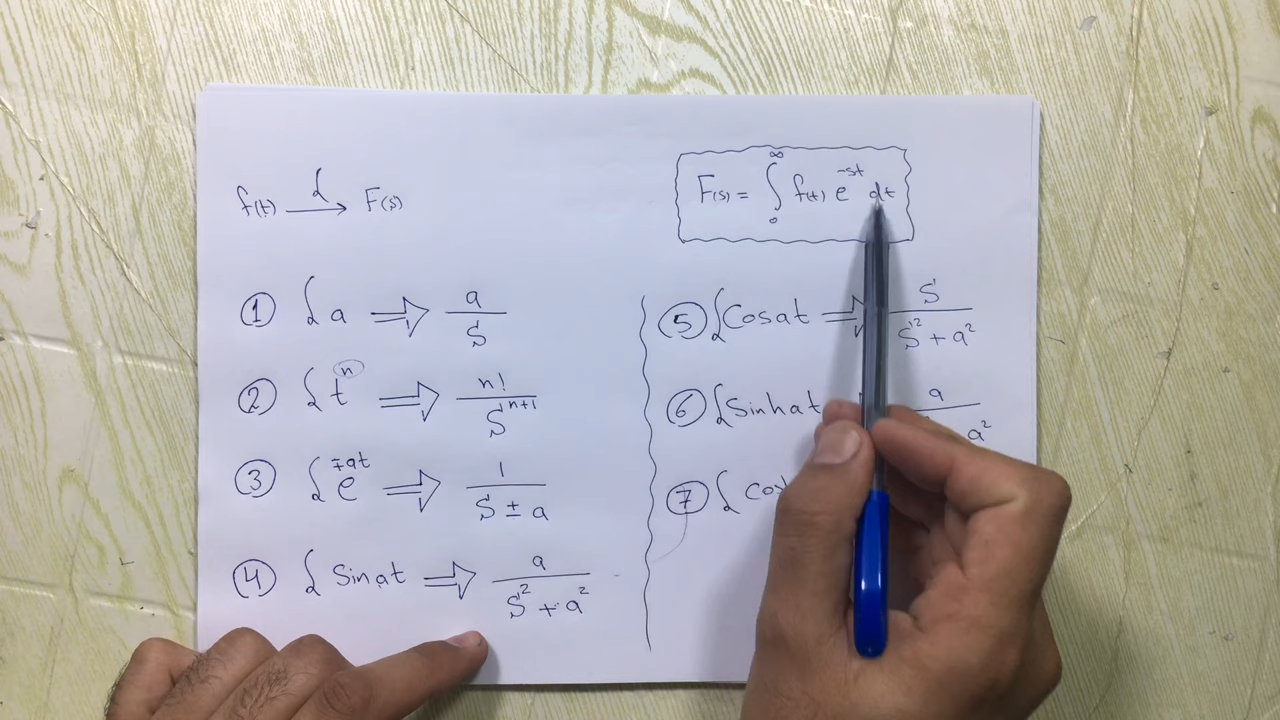 f(t) ℒ→ F(s)
F(s) = ∫₀^∞ f(t) e^-st dt
① ℒ a ⇒ a/S
② ℒ t^n ⇒ n!/S^n+1
③ ℒ e^∓at ⇒ 1/S ± a
④ ℒ Sin at ⇒ a/S² + a²
⑤ ℒ Cos at ⇒ S/S² + a²
⑥ ℒ Sinh at a a²
⑦ ℒ